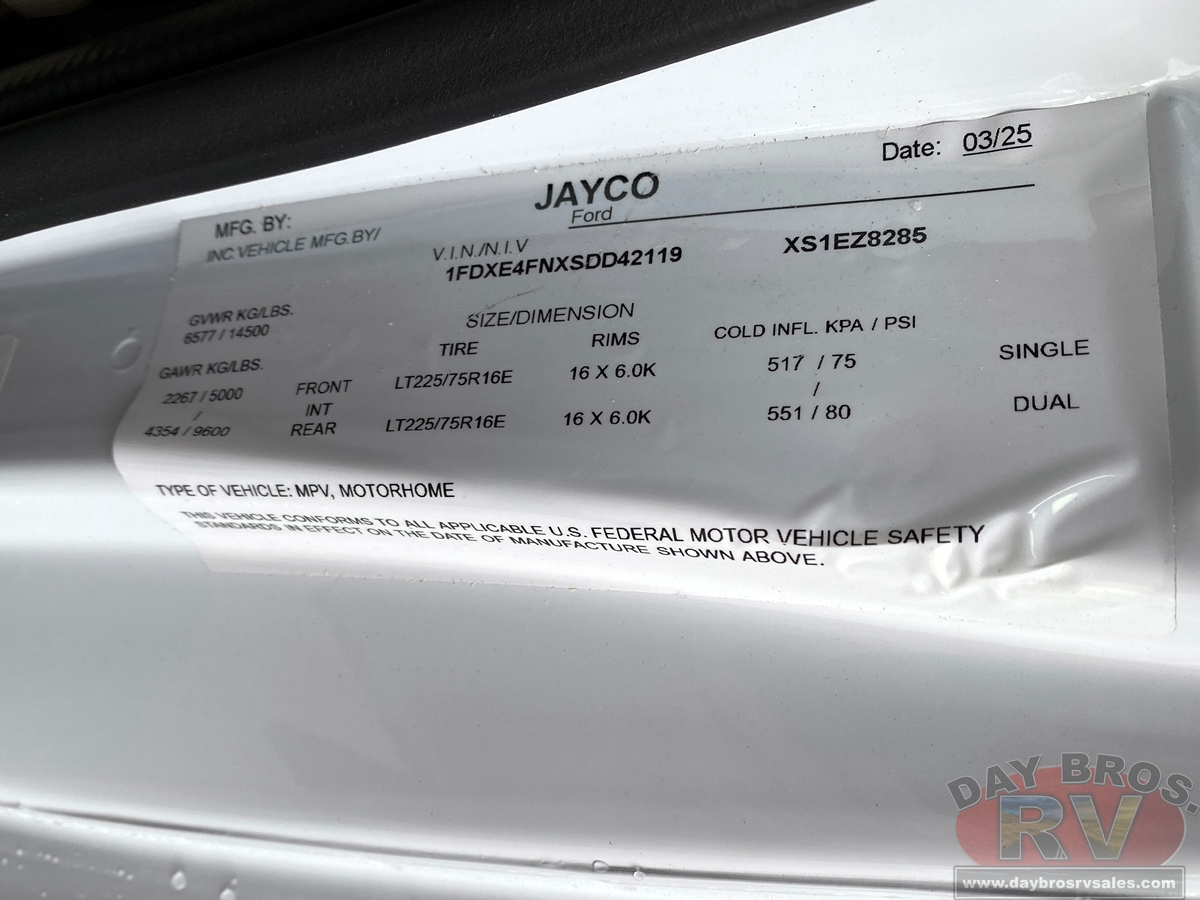 Date: 03/25
MFG. BY: JAYCO
INC.VEHICLE MFG.BY/ Ford
V.I.N./N.I.V
1FDXE4FNXSDD42119 XS1EZ8285
GVWR KG/LBS.
6577 / 14500
SIZE/DIMENSION
TIRE RIMS COLD INFL. KPA / PSI
GAWR KG/LBS.
2267 / 5000 FRONT LT225/75R16E 16 X 6.0K 517 / 75 SINGLE
/ INT /
4354 / 9600 REAR LT225/75R16E 16 X 6.0K 551 / 80 DUAL
TYPE OF VEHICLE: MPV, MOTORHOME
THIS VEHICLE CONFORMS TO ALL APPLICABLE U.S. FEDERAL MOTOR VEHICLE SAFETY
STANDARDS IN EFFECT ON THE DATE OF MANUFACTURE SHOWN ABOVE.
DAY BROS.
RV
www.daybrosrvsales.com